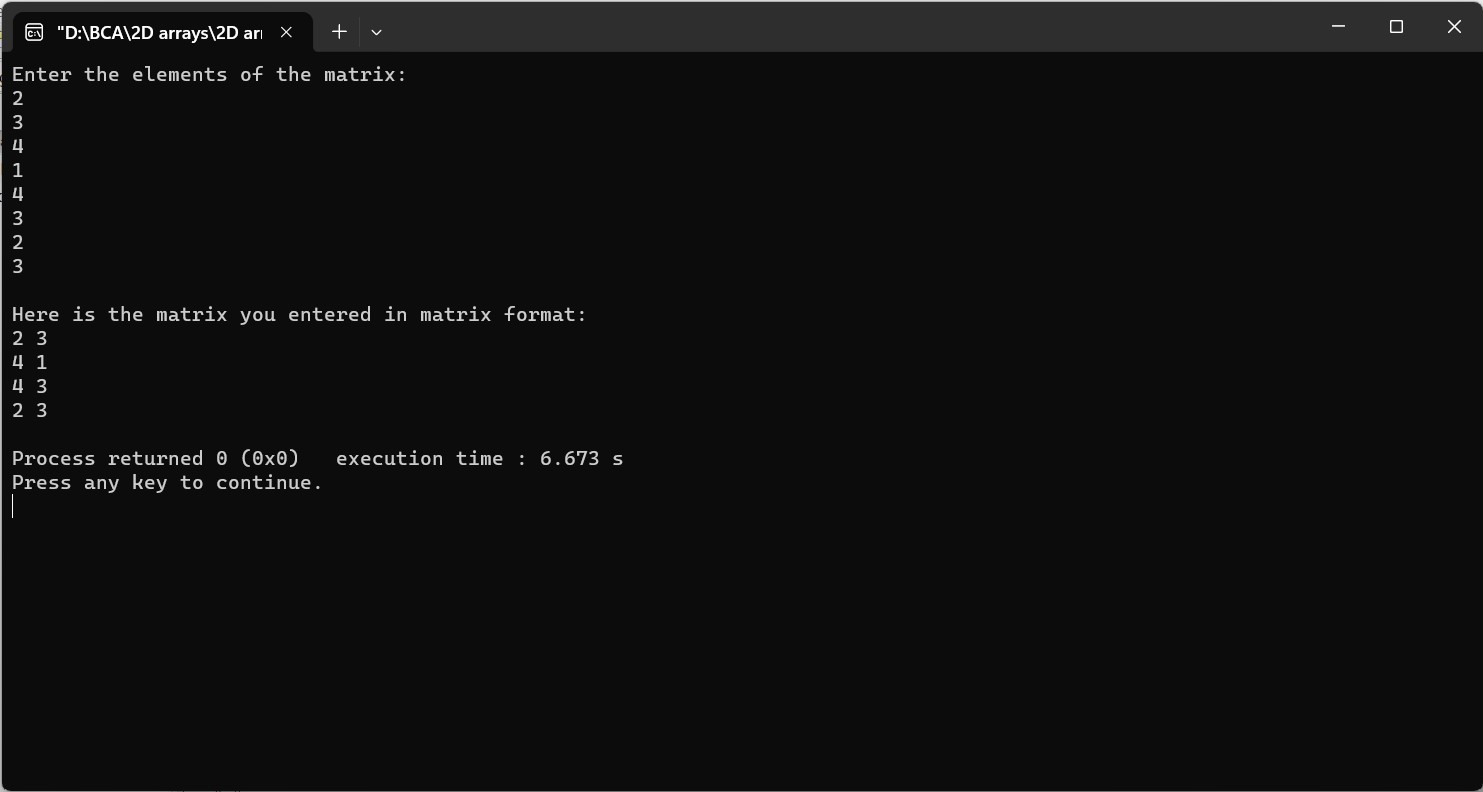 "D:\BCA\2D arrays\2D arr
Enter the elements of the matrix:
2
3
4
1
4
3
2
3
Here is the matrix you entered in matrix format:
2 3
4 1
4 3
2 3
Process returned 0 (0x0)   execution time : 6.673 s
Press any key to continue.